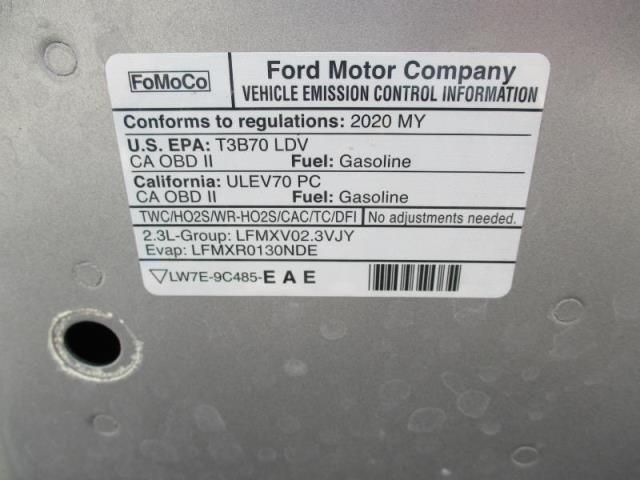 FoMoCo
Ford Motor Company
VEHICLE EMISSION CONTROL INFORMATION
Conforms to regulations: 2020 MY
U.S. EPA: T3B70 LDV
CA OBD II Fuel: Gasoline
California: ULEV70 PC
CA OBD II Fuel: Gasoline
TWC/HO2S/WR-HO2S/CAC/TC/DFI No adjustments needed.
2.3L-Group: LFMXV02.3VJY
Evap: LFMXR0130NDE
▽LW7E-9C485-E A E